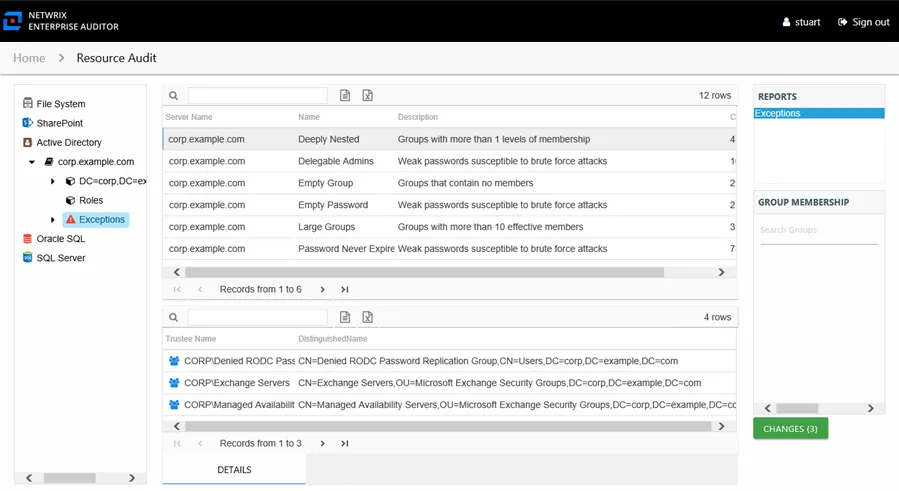 NETWRIX
ENTERPRISE AUDITOR
stuart
Sign out
Home > Resource Audit
File System
SharePoint
Active Directory
corp.example.com
DC=corp,DC=ex
Roles
Exceptions
Oracle SQL
SQL Server
12 rows
Server Name Name Description C
corp.example.com Deeply Nested Groups with more than 1 levels of membership 4
corp.example.com Delegable Admins Weak passwords susceptible to brute force attacks
corp.example.com Empty Group Groups that contain no members 2
corp.example.com Empty Password Weak passwords susceptible to brute force attacks 2
corp.example.com Large Groups Groups with more than 10 effective members 3
corp.example.com Password Never Expire Weak passwords susceptible to brute force attacks 7
Records from 1 to 6
4 rows
Trustee Name DistinguishedName
CORP\Denied RODC Pass CN=Denied RODC Password Replication Group,CN=Users,DC=corp,DC=example,DC=com
CORP\Exchange Servers CN=Exchange Servers,OU=Microsoft Exchange Security Groups,DC=corp,DC=example,DC=com
CORP\Managed Availabilit CN=Managed Availability Servers,OU=Microsoft Exchange Security Groups,DC=corp,DC=example,DC=co
Records from 1 to 3
DETAILS
REPORTS
Exceptions
GROUP MEMBERSHIP
Search Groups
CHANGES (3)